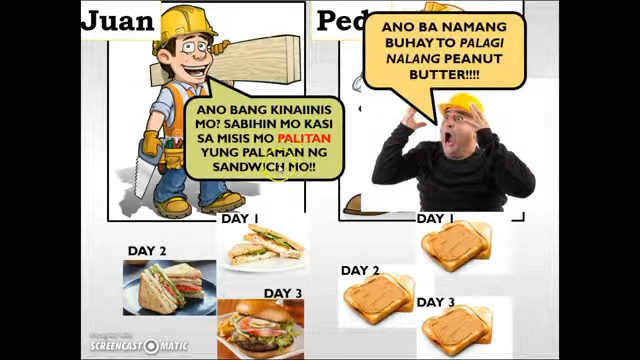 Juan
Ped
ANO BA NAMANG
BUHAY TO PALAGI
NALANG PEANUT
BUTTER!!!!
ANO BANG KINAIINIS
MO? SABIHIN MO KASI
SA MISIS MO PALITAN
YUNG PALAMAN NG
SANDWICH MO!!
DAY 1
DAY 2
DAY 3
DAY 1
DAY 2
DAY 3
SCREENCAST-O-MATIC